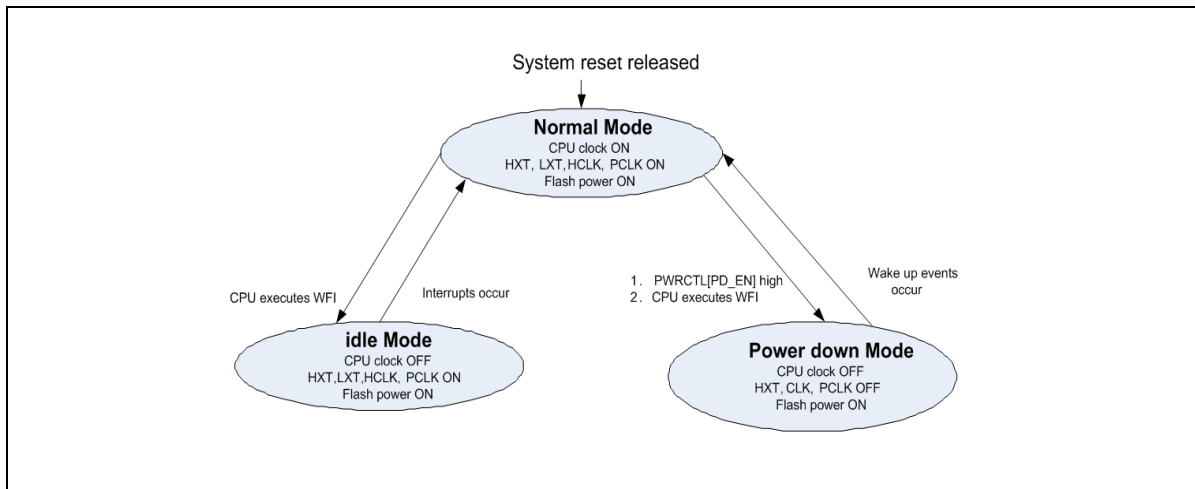 System reset released
Normal Mode
CPU clock ON
HXT, LXT,HCLK, PCLK ON
Flash power ON
CPU executes WFI
Interrupts occur
1. PWRCTL[PD_EN] high
2. CPU executes WFI
Wake up events
occur
idle Mode
CPU clock OFF
HXT,LXT,HCLK, PCLK ON
Flash power ON
Power down Mode
CPU clock OFF
HXT, CLK, PCLK OFF
Flash power ON